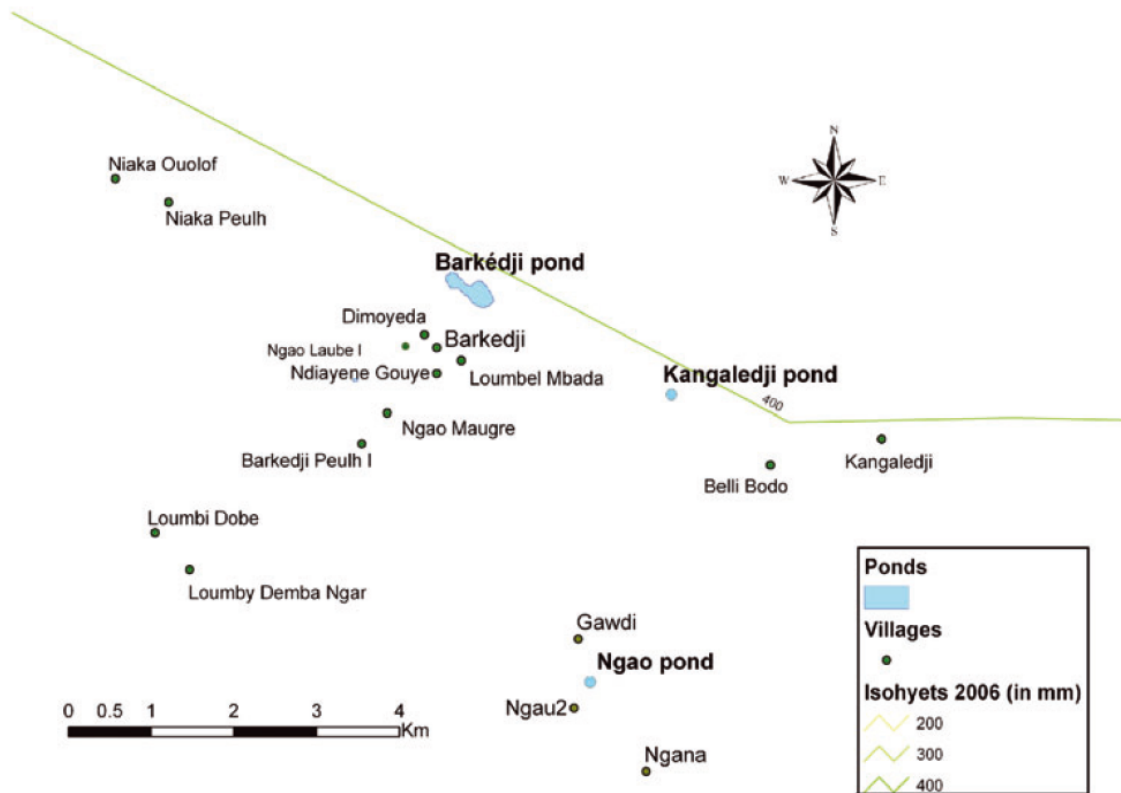 N
W
E
S
Niaka Ouolof
Niaka Peulh
Barkédji pond
Dimoyeda
Barkedji
Ngao Laube I
Ndiayene Gouye
Loumbel Mbada
Kangaledji pond
400
Ngao Maugre
Kangaledji
Barkedji Peulh I
Belli Bodo
Loumbi Dobe
Loumby Demba Ngar
Gawdi
Ngao pond
Ngau2
Ngana
0 0.5 1 2 3 4
Km
Ponds
Villages
Isohyets 2006 (in mm)
200
300
400